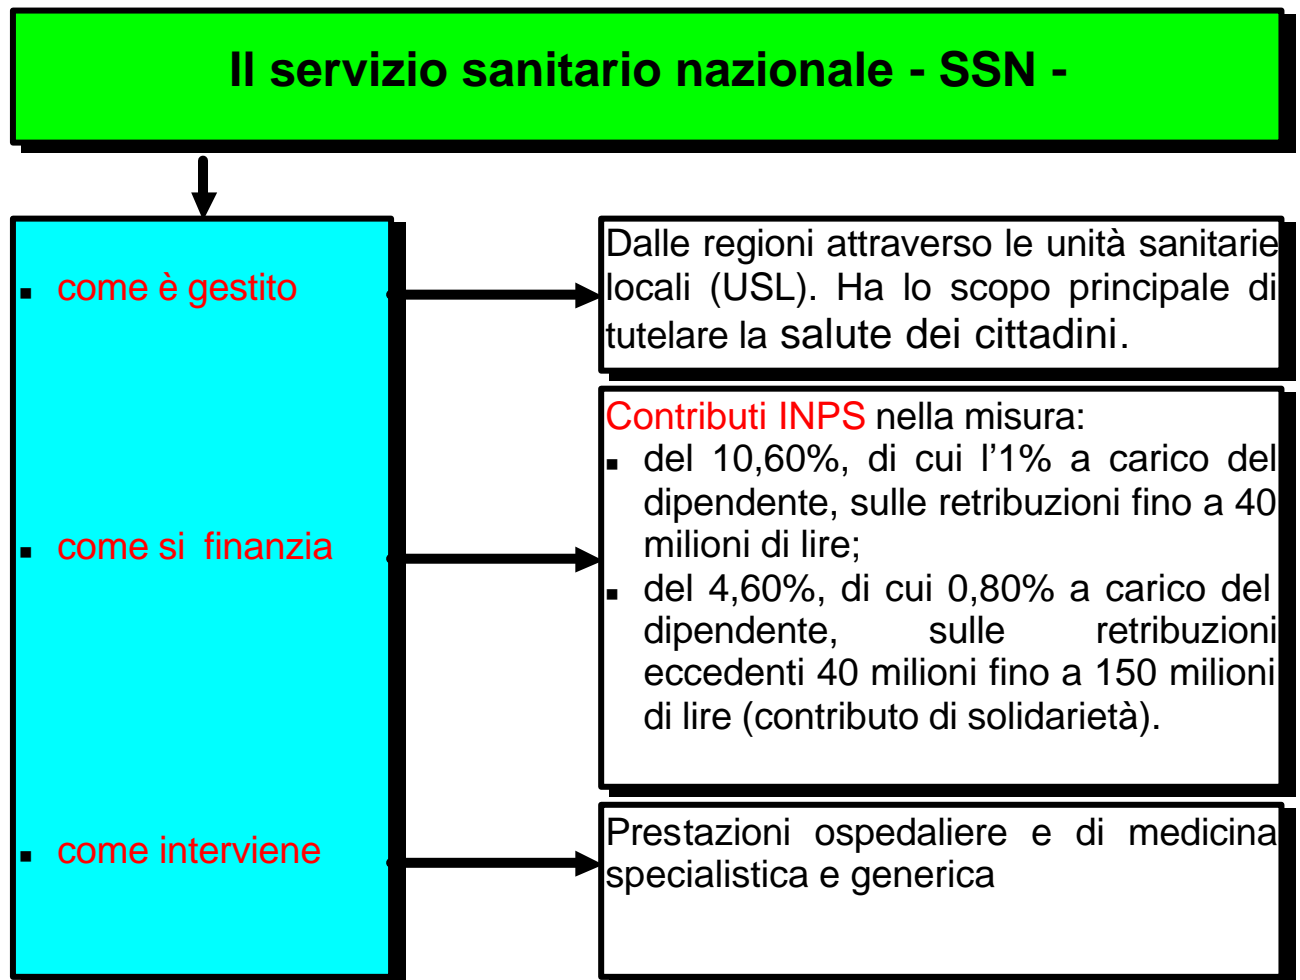 Il servizio sanitario nazionale - SSN -
▪ come è gestito
Dalle regioni attraverso le unità sanitarie
locali (USL). Ha lo scopo principale di
tutelare la salute dei cittadini.
▪ come si finanzia
Contributi INPS nella misura:
▪ del 10,60%, di cui l’1% a carico del
dipendente, sulle retribuzioni fino a 40
milioni di lire;
▪ del 4,60%, di cui 0,80% a carico del
dipendente, sulle retribuzioni
eccedenti 40 milioni fino a 150 milioni
di lire (contributo di solidarietà).
▪ come interviene
Prestazioni ospedaliere e di medicina
specialistica e generica